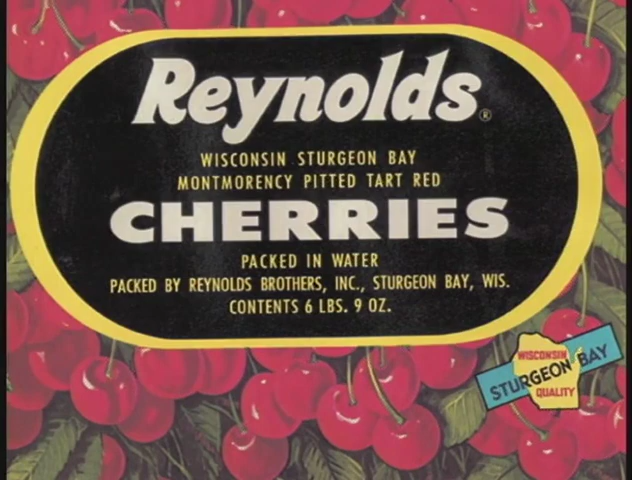 Reynolds®
WISCONSIN STURGEON BAY
MONTMORENCY PITTED TART RED
CHERRIES
PACKED IN WATER
PACKED BY REYNOLDS BROTHERS, INC., STURGEON BAY, WIS.
CONTENTS 6 LBS. 9 OZ.
WISCONSIN
STURGEON BAY
QUALITY